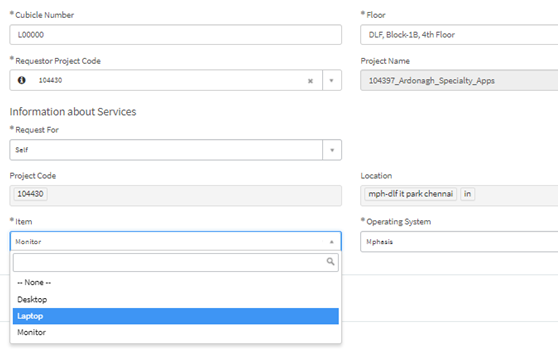 * Cubicle Number
* Floor
L00000
DLF, Block-1B, 4th Floor
* Requestor Project Code
Project Name
104430
104397_Ardonagh_Specialty_Apps
Information about Services
* Request For
Self
Project Code
Location
104430
mph-dlf it park chennai in
* Item
* Operating System
Monitor
Mphasis
-- None --
Desktop
Laptop
Monitor